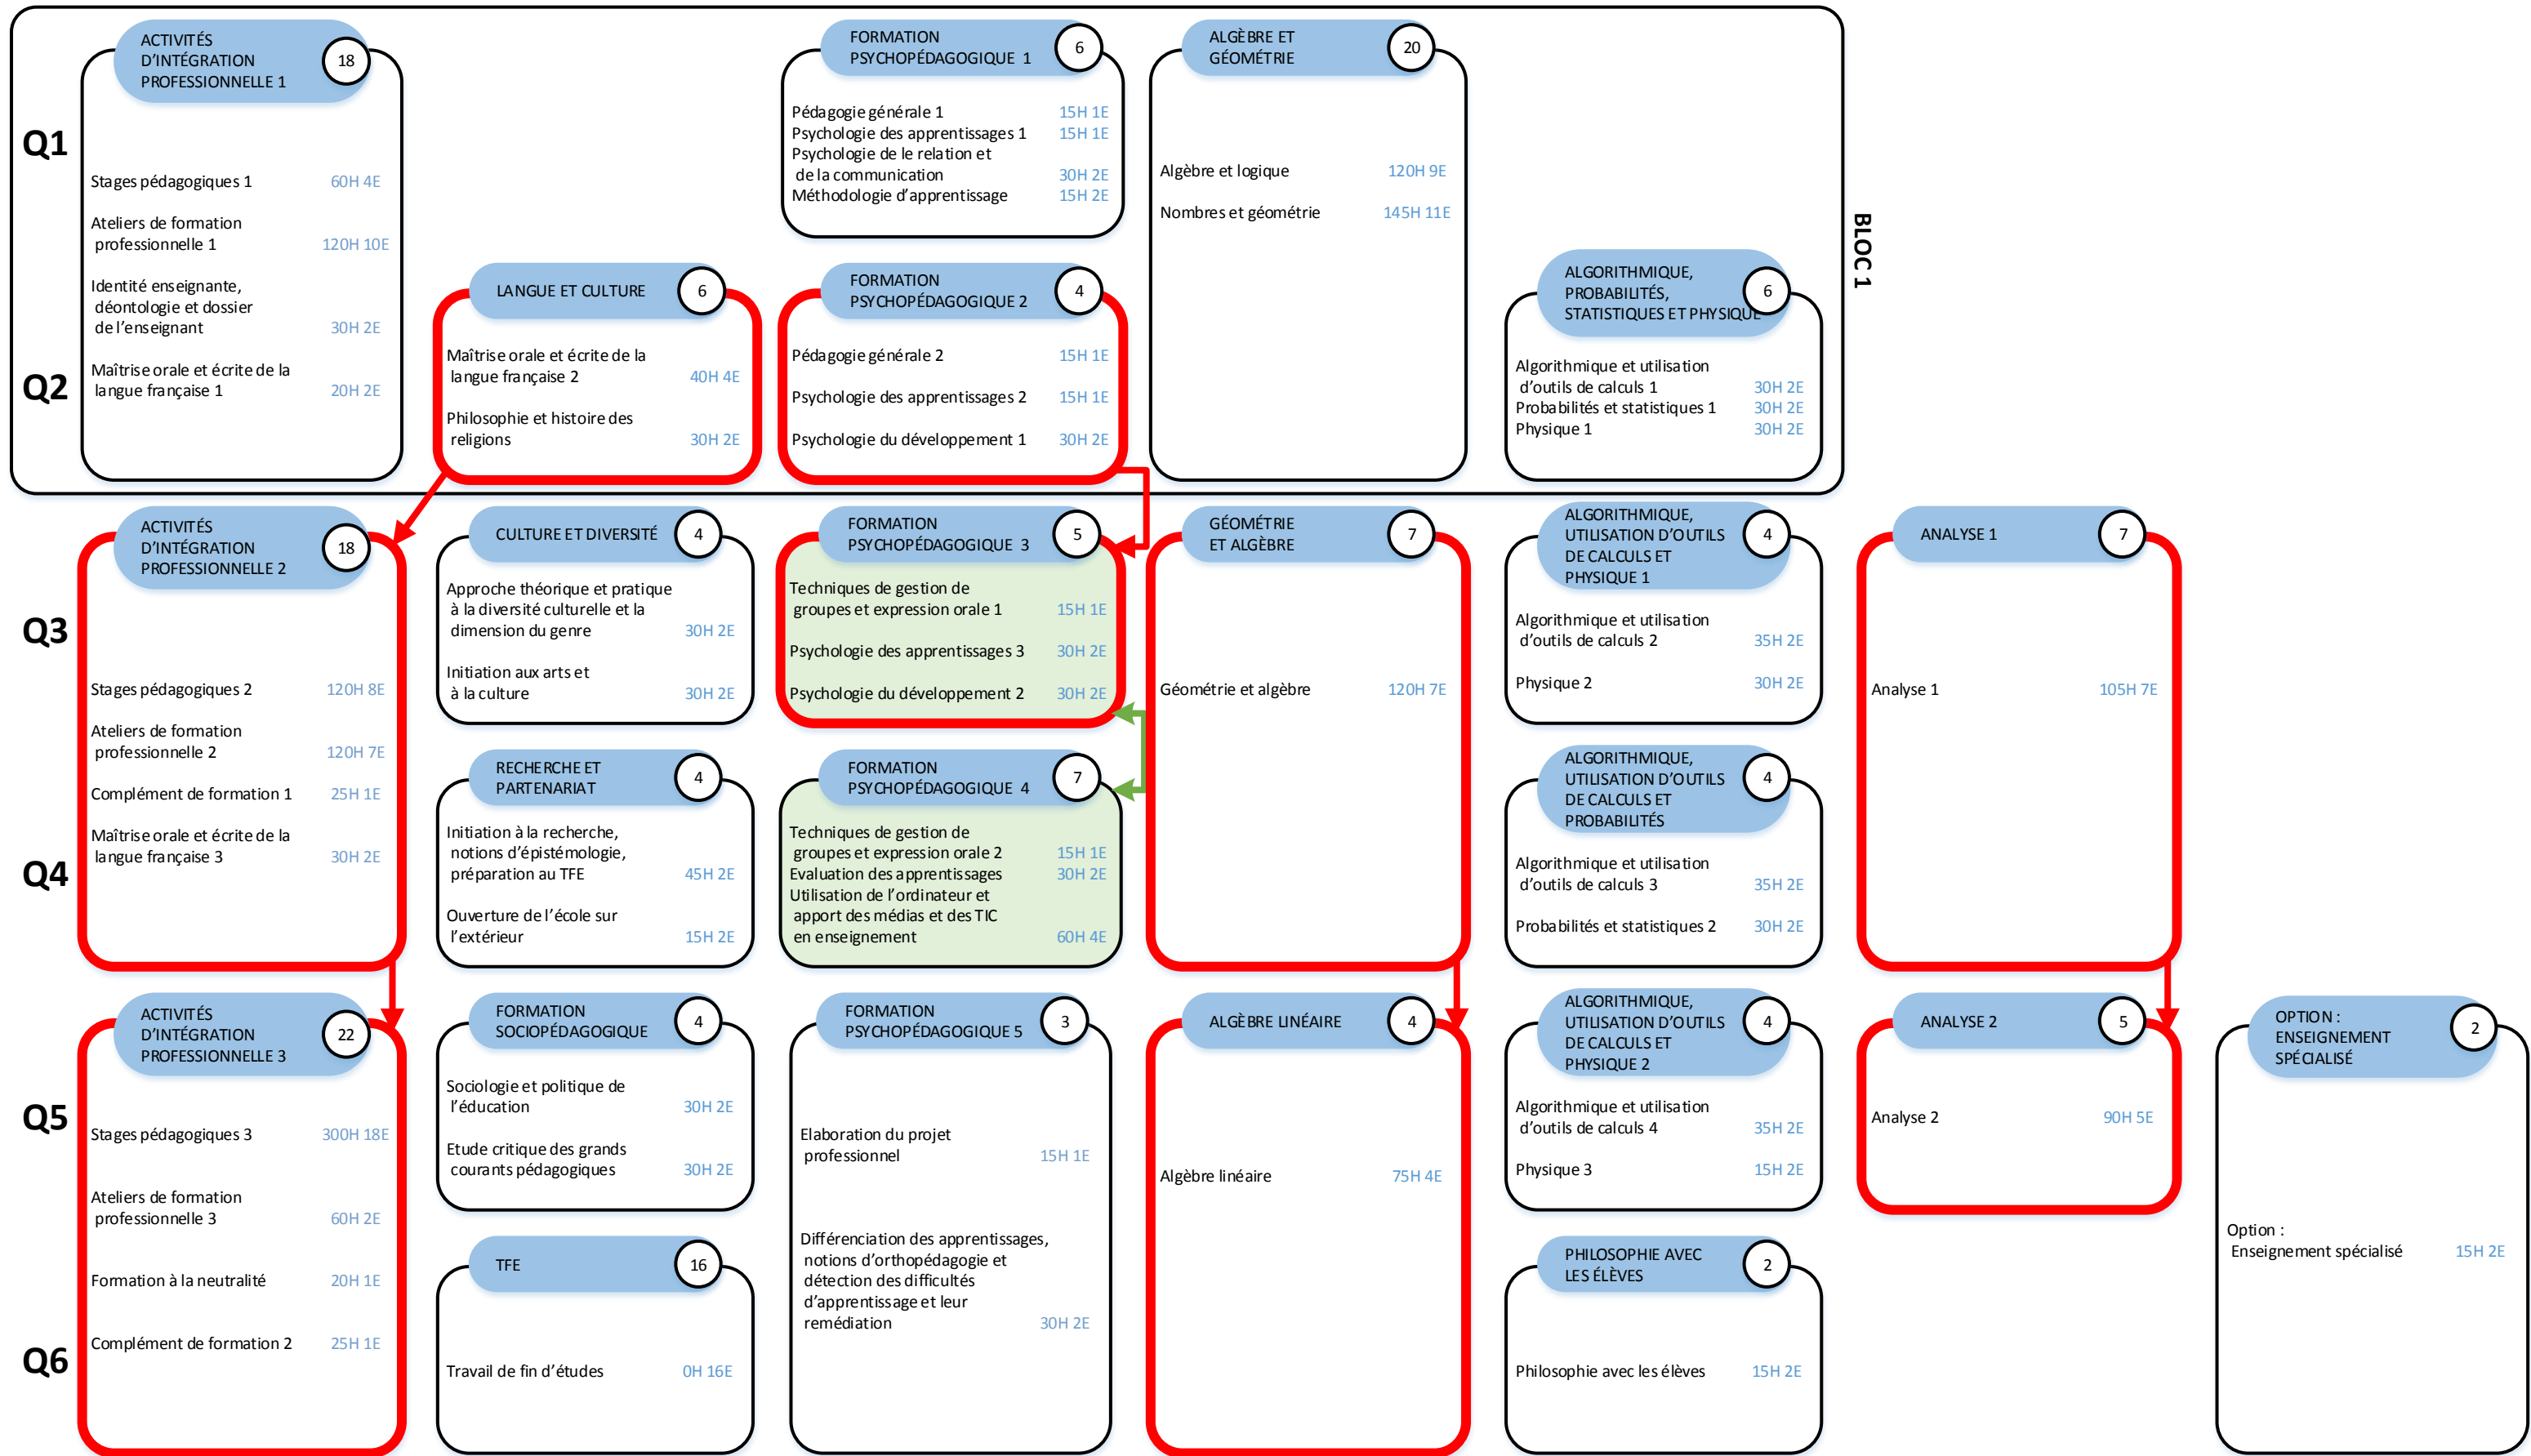 Q1
Q2
BLOC 1
ACTIVITÉS
D'INTÉGRATION
PROFESSIONNELLE 1
18
Stages pédagogiques 1 60H 4E
Ateliers de formation
professionnelle 1 120H 10E
Identité enseignante,
déontologie et dossier
de l'enseignant 30H 2E
Maîtrise orale et écrite de la
langue française 1 20H 2E
FORMATION
PSYCHOPÉDAGOGIQUE 1
6
Pédagogie générale 1 15H 1E
Psychologie des apprentissages 1 15H 1E
Psychologie de le relation et
de la communication 30H 2E
Méthodologie d'apprentissage 15H 2E
ALGÈBRE ET
GÉOMÉTRIE
20
Algèbre et logique 120H 9E
Nombres et géométrie 145H 11E
LANGUE ET CULTURE
6
Maîtrise orale et écrite de la
langue française 2 40H 4E
Philosophie et histoire des
religions 30H 2E
FORMATION
PSYCHOPÉDAGOGIQUE 2
4
Pédagogie générale 2 15H 1E
Psychologie des apprentissages 2 15H 1E
Psychologie du développement 1 30H 2E
ALGORITHMIQUE,
PROBABILITÉS,
STATISTIQUES ET PHYSIQUE
6
Algorithmique et utilisation
d'outils de calculs 1 30H 2E
Probabilités et statistiques 1 30H 2E
Physique 1 30H 2E
Q3
Q4
ACTIVITÉS
D'INTÉGRATION
PROFESSIONNELLE 2
18
Stages pédagogiques 2 120H 8E
Ateliers de formation
professionnelle 2 120H 7E
Complément de formation 1 25H 1E
Maîtrise orale et écrite de la
langue française 3 30H 2E
CULTURE ET DIVERSITÉ
4
Approche théorique et pratique
à la diversité culturelle et la
dimension du genre 30H 2E
Initiation aux arts et
à la culture 30H 2E
FORMATION
PSYCHOPÉDAGOGIQUE 3
5
Techniques de gestion de
groupes et expression orale 1 15H 1E
Psychologie des apprentissages 3 30H 2E
Psychologie du développement 2 30H 2E
GÉOMÉTRIE
ET ALGÈBRE
7
Géométrie et algèbre 120H 7E
ALGORITHMIQUE,
UTILISATION D'OUTILS
DE CALCULS ET
PHYSIQUE 1
4
Algorithmique et utilisation
d'outils de calculs 2 35H 2E
Physique 2 30H 2E
ANALYSE 1
7
Analyse 1 105H 7E
RECHERCHE ET
PARTENARIAT
4
Initiation à la recherche,
notions d'épistémologie,
préparation au TFE 45H 2E
Ouverture de l'école sur
l'extérieur 15H 2E
FORMATION
PSYCHOPÉDAGOGIQUE 4
7
Techniques de gestion de
groupes et expression orale 2 15H 1E
Evaluation des apprentissages 30H 2E
Utilisation de l'ordinateur et
apport des médias et des TIC
en enseignement 60H 4E
ALGORITHMIQUE,
UTILISATION D'OUTILS
DE CALCULS ET
PROBABILITÉS
4
Algorithmique et utilisation
d'outils de calculs 3 35H 2E
Probabilités et statistiques 2 30H 2E
Q5
Q6
ACTIVITÉS
D'INTÉGRATION
PROFESSIONNELLE 3
22
Stages pédagogiques 3 300H 18E
Ateliers de formation
professionnelle 3 60H 2E
Formation à la neutralité 20H 1E
Complément de formation 2 25H 1E
FORMATION
SOCIOPÉDAGOGIQUE
4
Sociologie et politique de
l'éducation 30H 2E
Etude critique des grands
courants pédagogiques 30H 2E
FORMATION
PSYCHOPÉDAGOGIQUE 5
3
Elaboration du projet
professionnel 15H 1E
Différenciation des apprentissages,
notions d'orthopédagogie et
détection des difficultés
d'apprentissage et leur
remédiation 30H 2E
ALGÈBRE LINÉAIRE
4
Algèbre linéaire 75H 4E
ALGORITHMIQUE,
UTILISATION D'OUTILS
DE CALCULS ET
PHYSIQUE 2
4
Algorithmique et utilisation
d'outils de calculs 4 35H 2E
Physique 3 15H 2E
ANALYSE 2
5
Analyse 2 90H 5E
OPTION :
ENSEIGNEMENT
SPÉCIALISÉ
2
Option :
Enseignement spécialisé 15H 2E
TFE
16
Travail de fin d'études 0H 16E
PHILOSOPHIE AVEC
LES ÉLÈVES
2
Philosophie avec les élèves 15H 2E